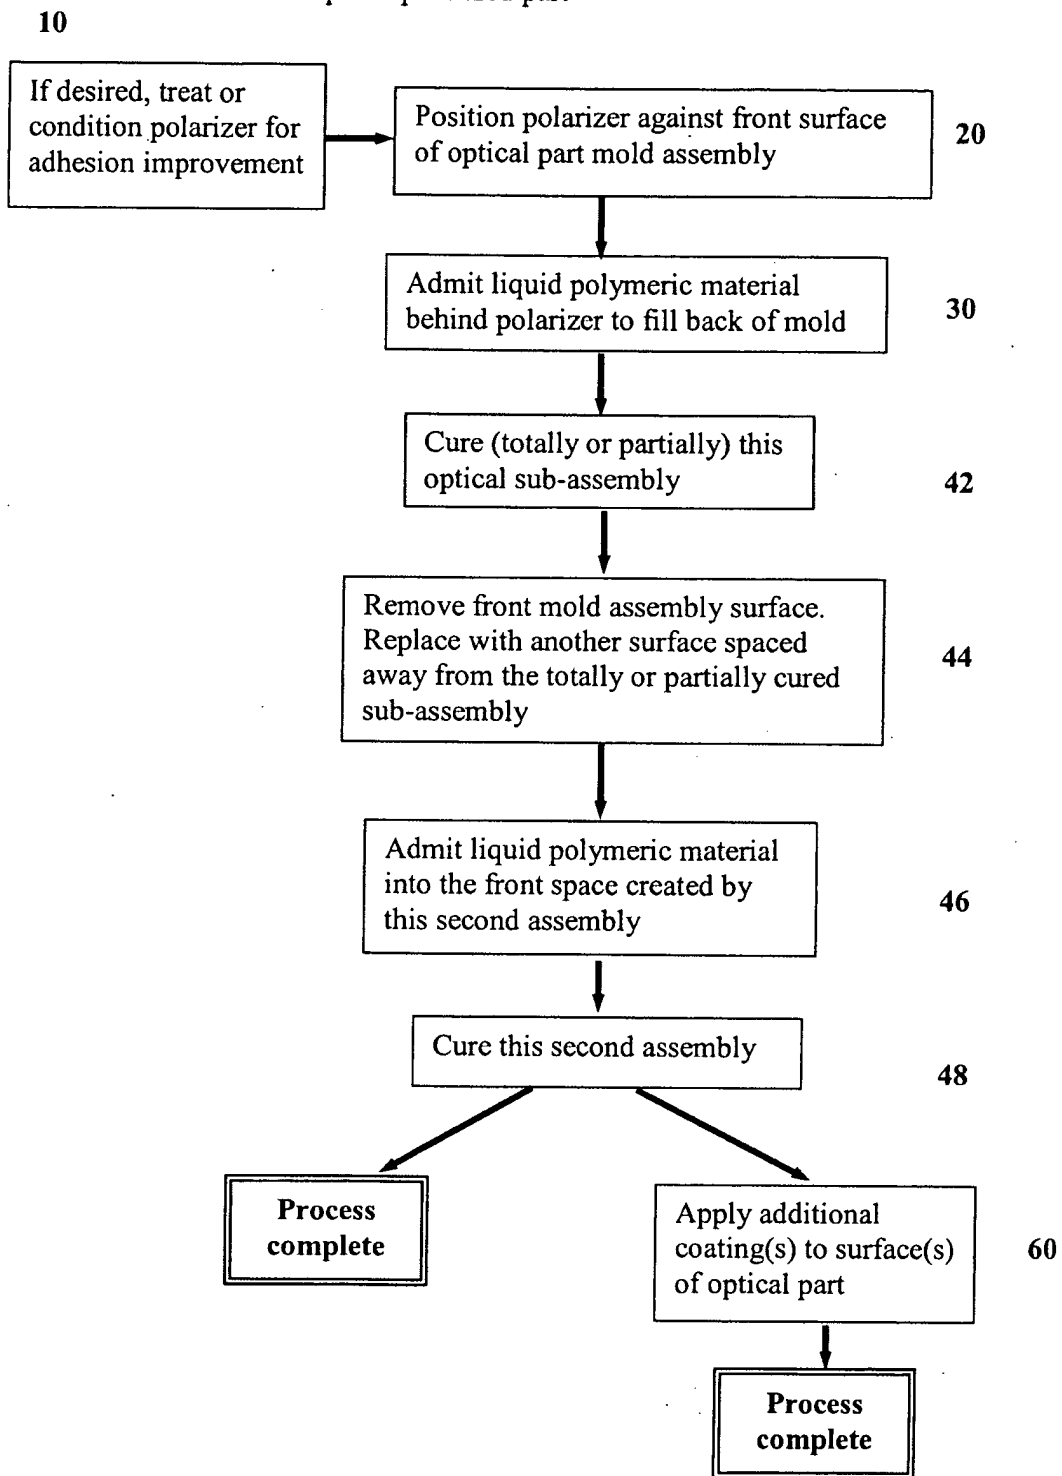 10
If desired, treat or
condition polarizer for
adhesion improvement
Position polarizer against front surface
of optical part mold assembly
20
Admit liquid polymeric material
behind polarizer to fill back of mold
30
Cure (totally or partially) this
optical sub-assembly
42
Remove front mold assembly surface.
Replace with another surface spaced
away from the totally or partially cured
sub-assembly
44
Admit liquid polymeric material
into the front space created by
this second assembly
46
Cure this second assembly
48
Process
complete
Apply additional
coating(s) to surface(s)
of optical part
60
Process
complete